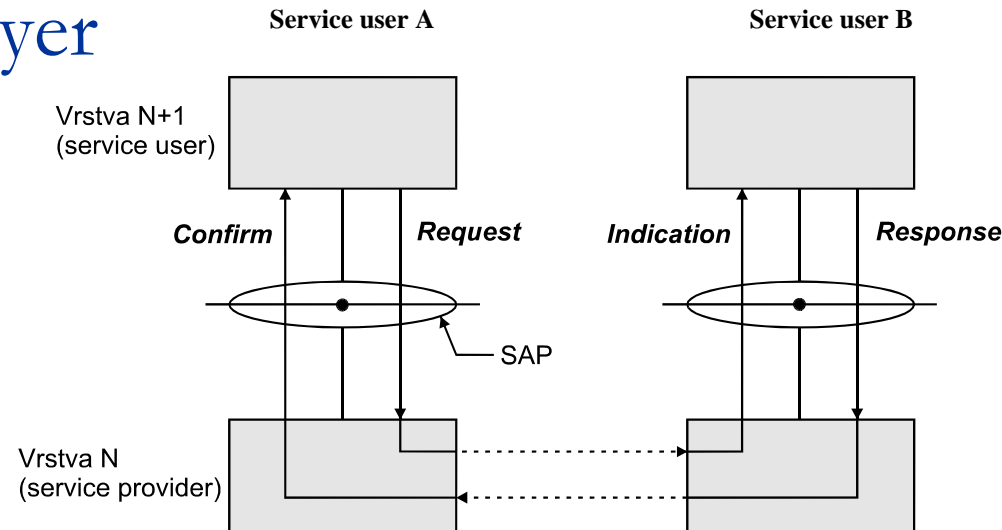 yer
Service user A
Service user B
Vrstva N+1
(service user)
Confirm
Request
Indication
Response
SAP
Vrstva N
(service provider)